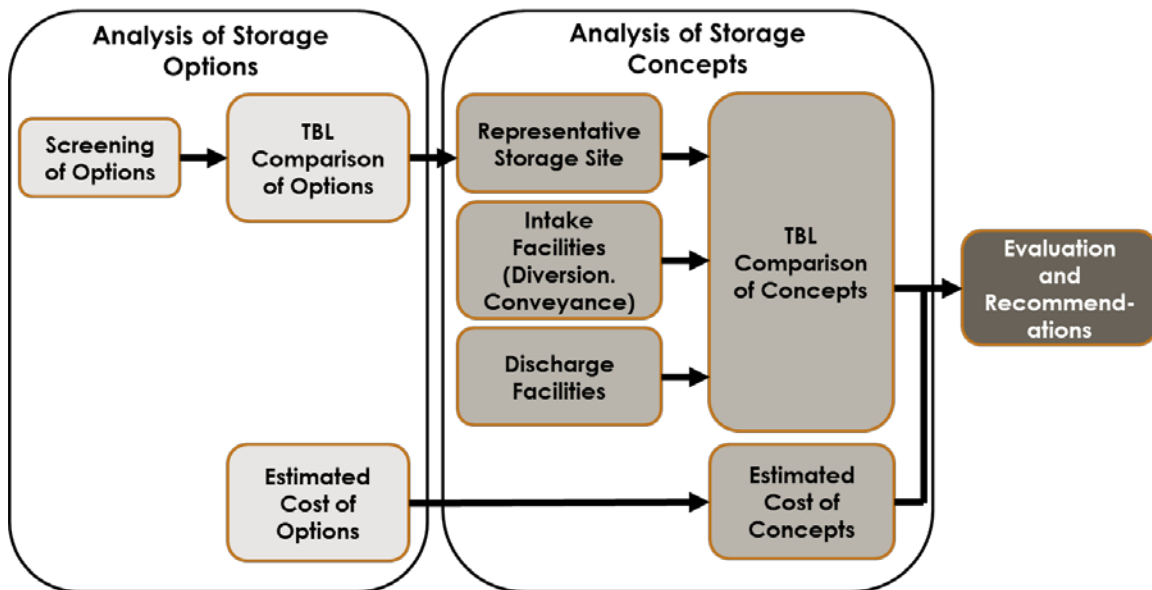 Analysis of Storage
Options
Analysis of Storage
Concepts
Screening
of Options
TBL
Comparison
of Options
Representative
Storage Site
Intake
Facilities
(Diversion.
Conveyance)
Discharge
Facilities
TBL
Comparison
of Concepts
Evaluation
and
Recommend-
ations
Estimated
Cost of
Options
Estimated
Cost of
Concepts